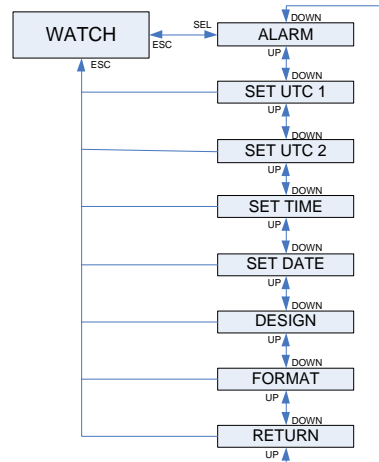 DOWN
WATCH
SEL
ESC
ALARM
UP
DOWN
ESC
SET UTC 1
UP
DOWN
SET UTC 2
UP
DOWN
SET TIME
UP
DOWN
SET DATE
UP
DOWN
DESIGN
UP
DOWN
FORMAT
UP
DOWN
RETURN
UP